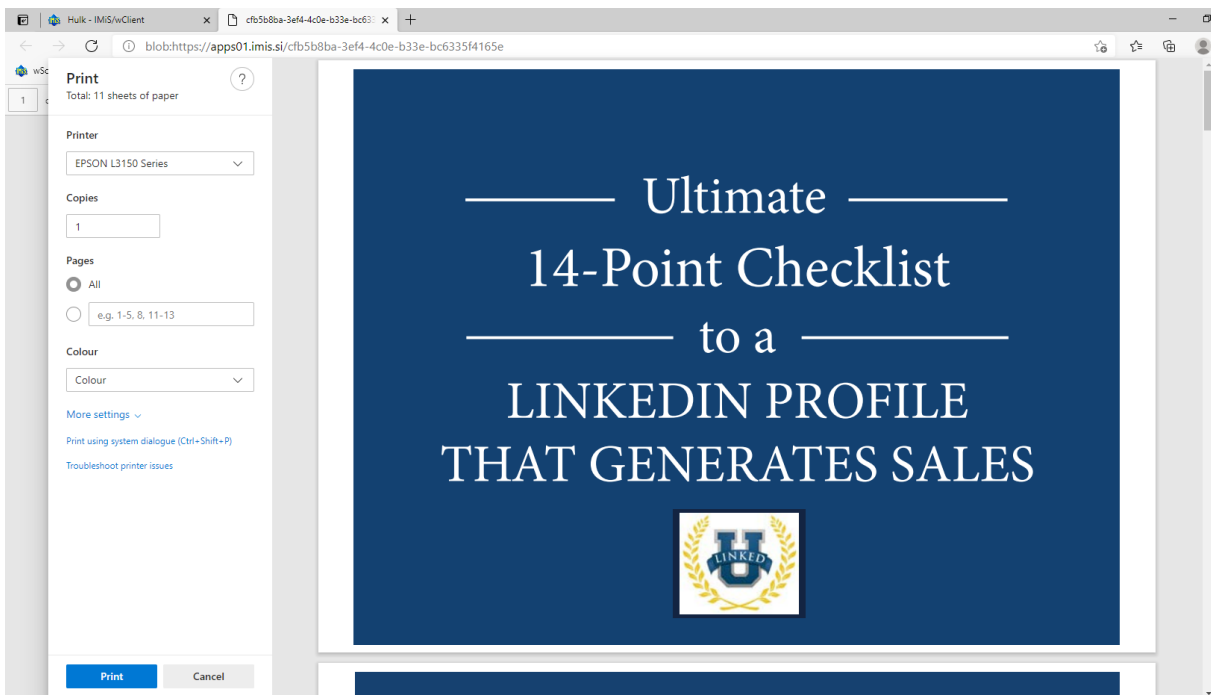 Hulk - IMiS/wClient
cfb5b8ba-3ef4-4c0e-b33e-bc63
blob:https://apps01.imis.si/cfb5b8ba-3ef4-4c0e-b33e-bc6335f4165e
wSc
1
Print
?
Total: 11 sheets of paper
Printer
EPSON L3150 Series
Copies
1
Pages
All
e.g. 1-5, 8, 11-13
Colour
Colour
More settings
Print using system dialogue (Ctrl+Shift+P)
Troubleshoot printer issues
Print
Cancel
Ultimate
14-Point Checklist
to a
LINKEDIN PROFILE
THAT GENERATES SALES
U
LINKED